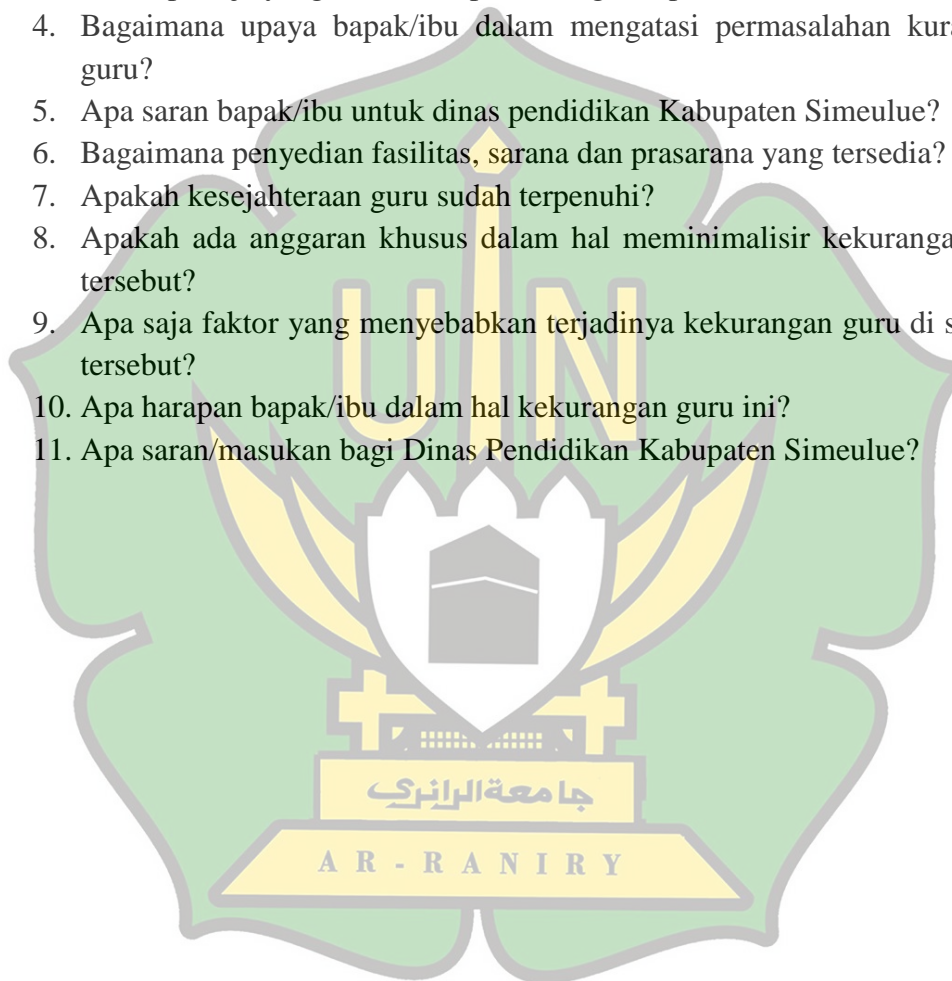 4. Bagaimana upaya bapak/ibu dalam mengatasi permasalahan
guru?
5. Apa saran bapak/ibu untuk dinas pendidikan Kabupaten Simeulue?
6. Bagaimana penyedian fasilitas, sarana dan prasarana yang tersedia?
7. Apakah kesejahteraan guru sudah terpenuhi?
8. Apakah ada anggaran khusus dalam hal meminimalisir
tersebut?
9. Apa saja faktor yang menyebabkan terjadinya kekurangan guru di
tersebut?
10. Apa harapan bapak/ibu dalam hal kekurangan guru ini?
11. Apa saran/masukan bagi Dinas Pendidikan Kabupaten Simeulue?
UIN
جامعة الرانري
AR-RANIRY